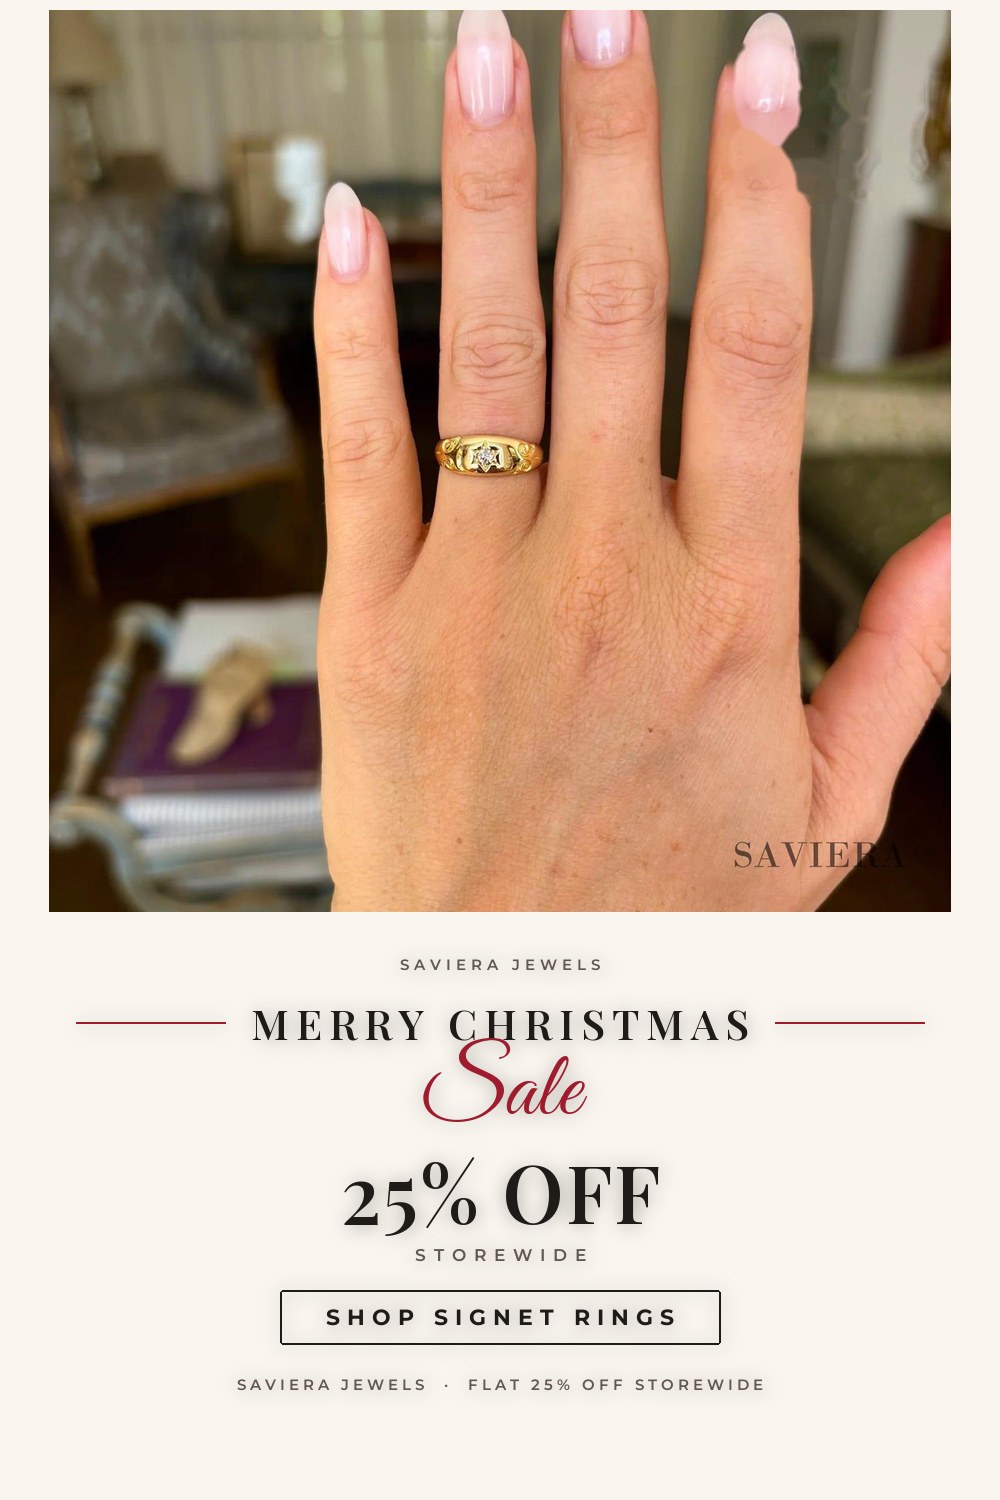 SAVIERA
SAVIERA JEWELS
MERRY CHRISTMAS
Sale
25% OFF
STOREWIDE
SHOP SIGNET RINGS
SAVIERA JEWELS · FLAT 25% OFF STOREWIDE